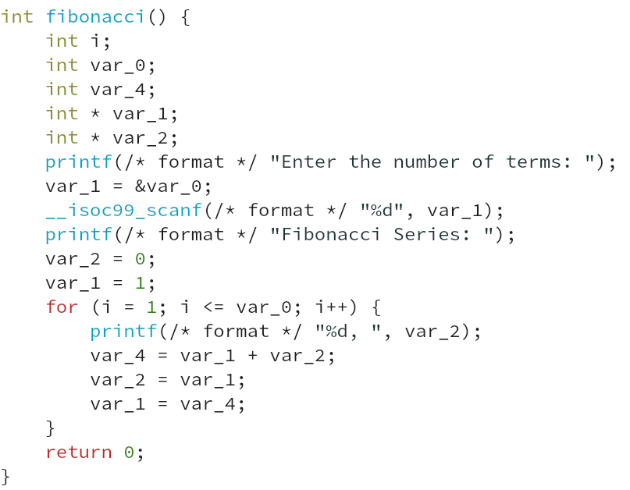 int fibonacci() {
    int i;
    int var_0;
    int var_4;
    int * var_1;
    int * var_2;
    printf(/* format */ "Enter the number of terms: ");
    var_1 = &var_0;
    __isoc99_scanf(/* format */ "%d", var_1);
    printf(/* format */ "Fibonacci Series: ");
    var_2 = 0;
    var_1 = 1;
    for (i = 1; i <= var_0; i++) {
        printf(/* format */ "%d, ", var_2);
        var_4 = var_1 + var_2;
        var_2 = var_1;
        var_1 = var_4;
    }
    return 0;
}